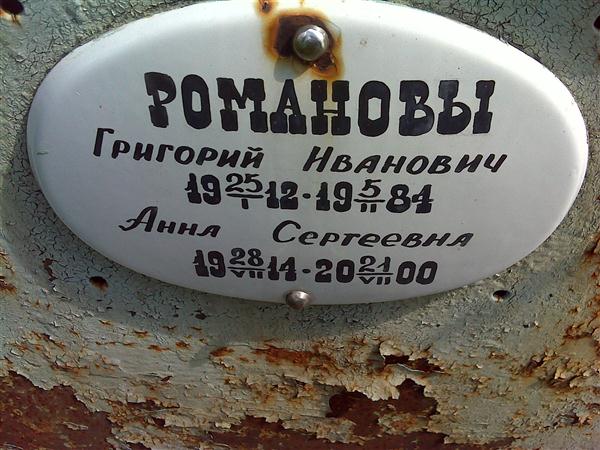 РОМАНОВЫ
Григорий Иванович
19 25/I 12 · 19 5/II 84
Анна Сергеевна
19 28/VII 14 · 20 21/VII 00